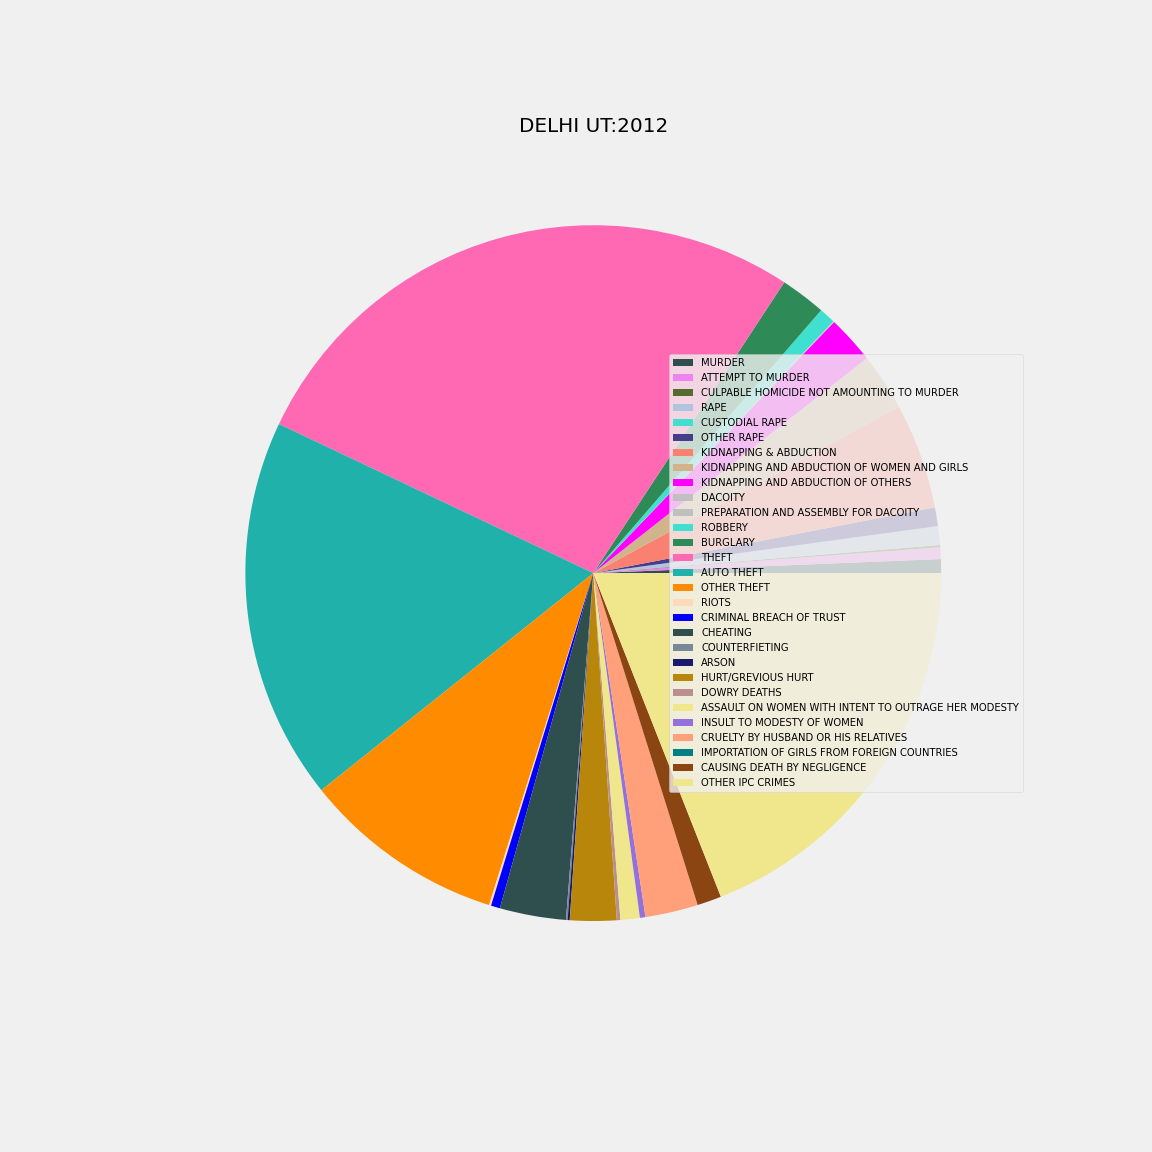 DELHI UT:2012
MURDER
ATTEMPT TO MURDER
CULPABLE HOMICIDE NOT AMOUNTING TO MURDER
RAPE
CUSTODIAL RAPE
OTHER RAPE
KIDNAPPING & ABDUCTION
KIDNAPPING AND ABDUCTION OF WOMEN AND GIRLS
KIDNAPPING AND ABDUCTION OF OTHERS
DACOITY
PREPARATION AND ASSEMBLY FOR DACOITY
ROBBERY
BURGLARY
THEFT
AUTO THEFT
OTHER THEFT
RIOTS
CRIMINAL BREACH OF TRUST
CHEATING
COUNTERFIETING
ARSON
HURT/GREVIOUS HURT
DOWRY DEATHS
ASSAULT ON WOMEN WITH INTENT TO OUTRAGE HER MODESTY
INSULT TO MODESTY OF WOMEN
CRUELTY BY HUSBAND OR HIS RELATIVES
IMPORTATION OF GIRLS FROM FOREIGN COUNTRIES
CAUSING DEATH BY NEGLIGENCE
OTHER IPC CRIMES